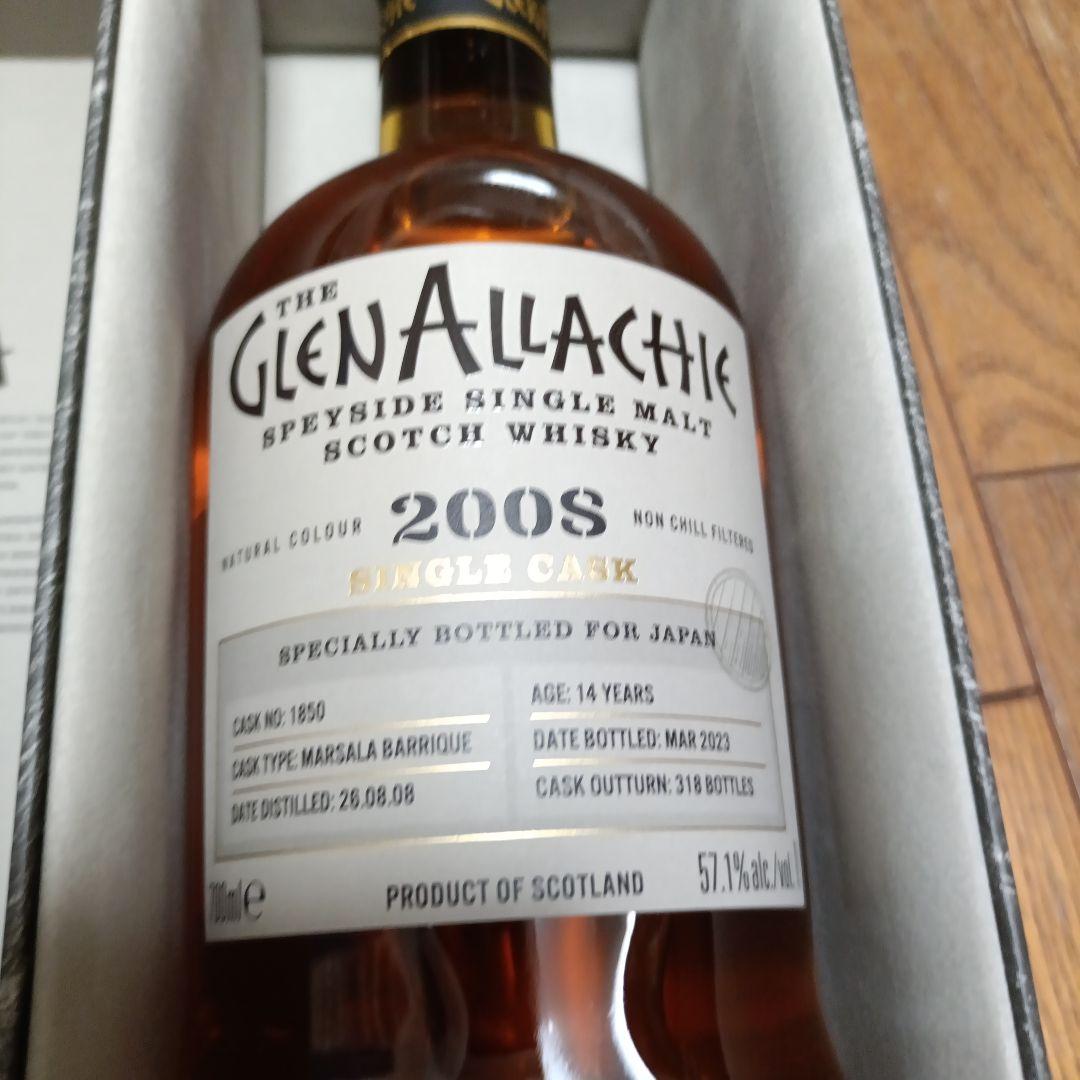 THE
GLENALLACHIE
SPEYSIDE SINGLE MALT
SCOTCH WHISKY
NATURAL COLOUR
2008
NON CHILL FILTERED
SINGLE CASK
SPECIALLY BOTTLED FOR JAPAN
CASK NO: 1850
CASK TYPE: MARSALA BARRIQUE
DATE DISTILLED: 26.08.08
AGE: 14 YEARS
DATE BOTTLED: MAR 2023
CASK OUTTURN: 318 BOTTLES
700ml e
PRODUCT OF SCOTLAND
57.1% alc./vol.